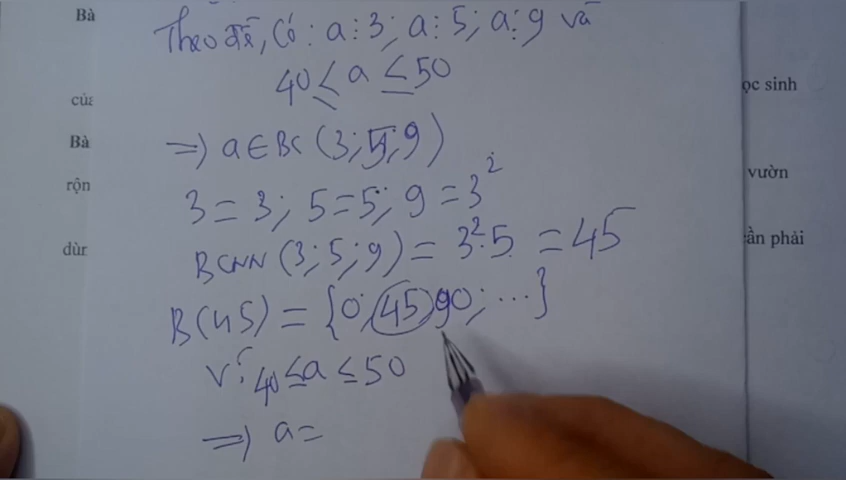 Bà
của
Bà
rộn
dùn
Theo đề, Có : a ⋮ 3; a ⋮ 5; a ⋮ 9 và
40 ≤ a ≤ 50
=> a ∈ BC (3; 5; 9)
3 = 3; 5 = 5; 9 = 3²
BCNN (3; 5; 9) = 3².5 = 45
B(45) = {0; 45; 90; ...}
Vì 40 ≤ a ≤ 50
=> a =
ọc sinh
vườn
ần phải